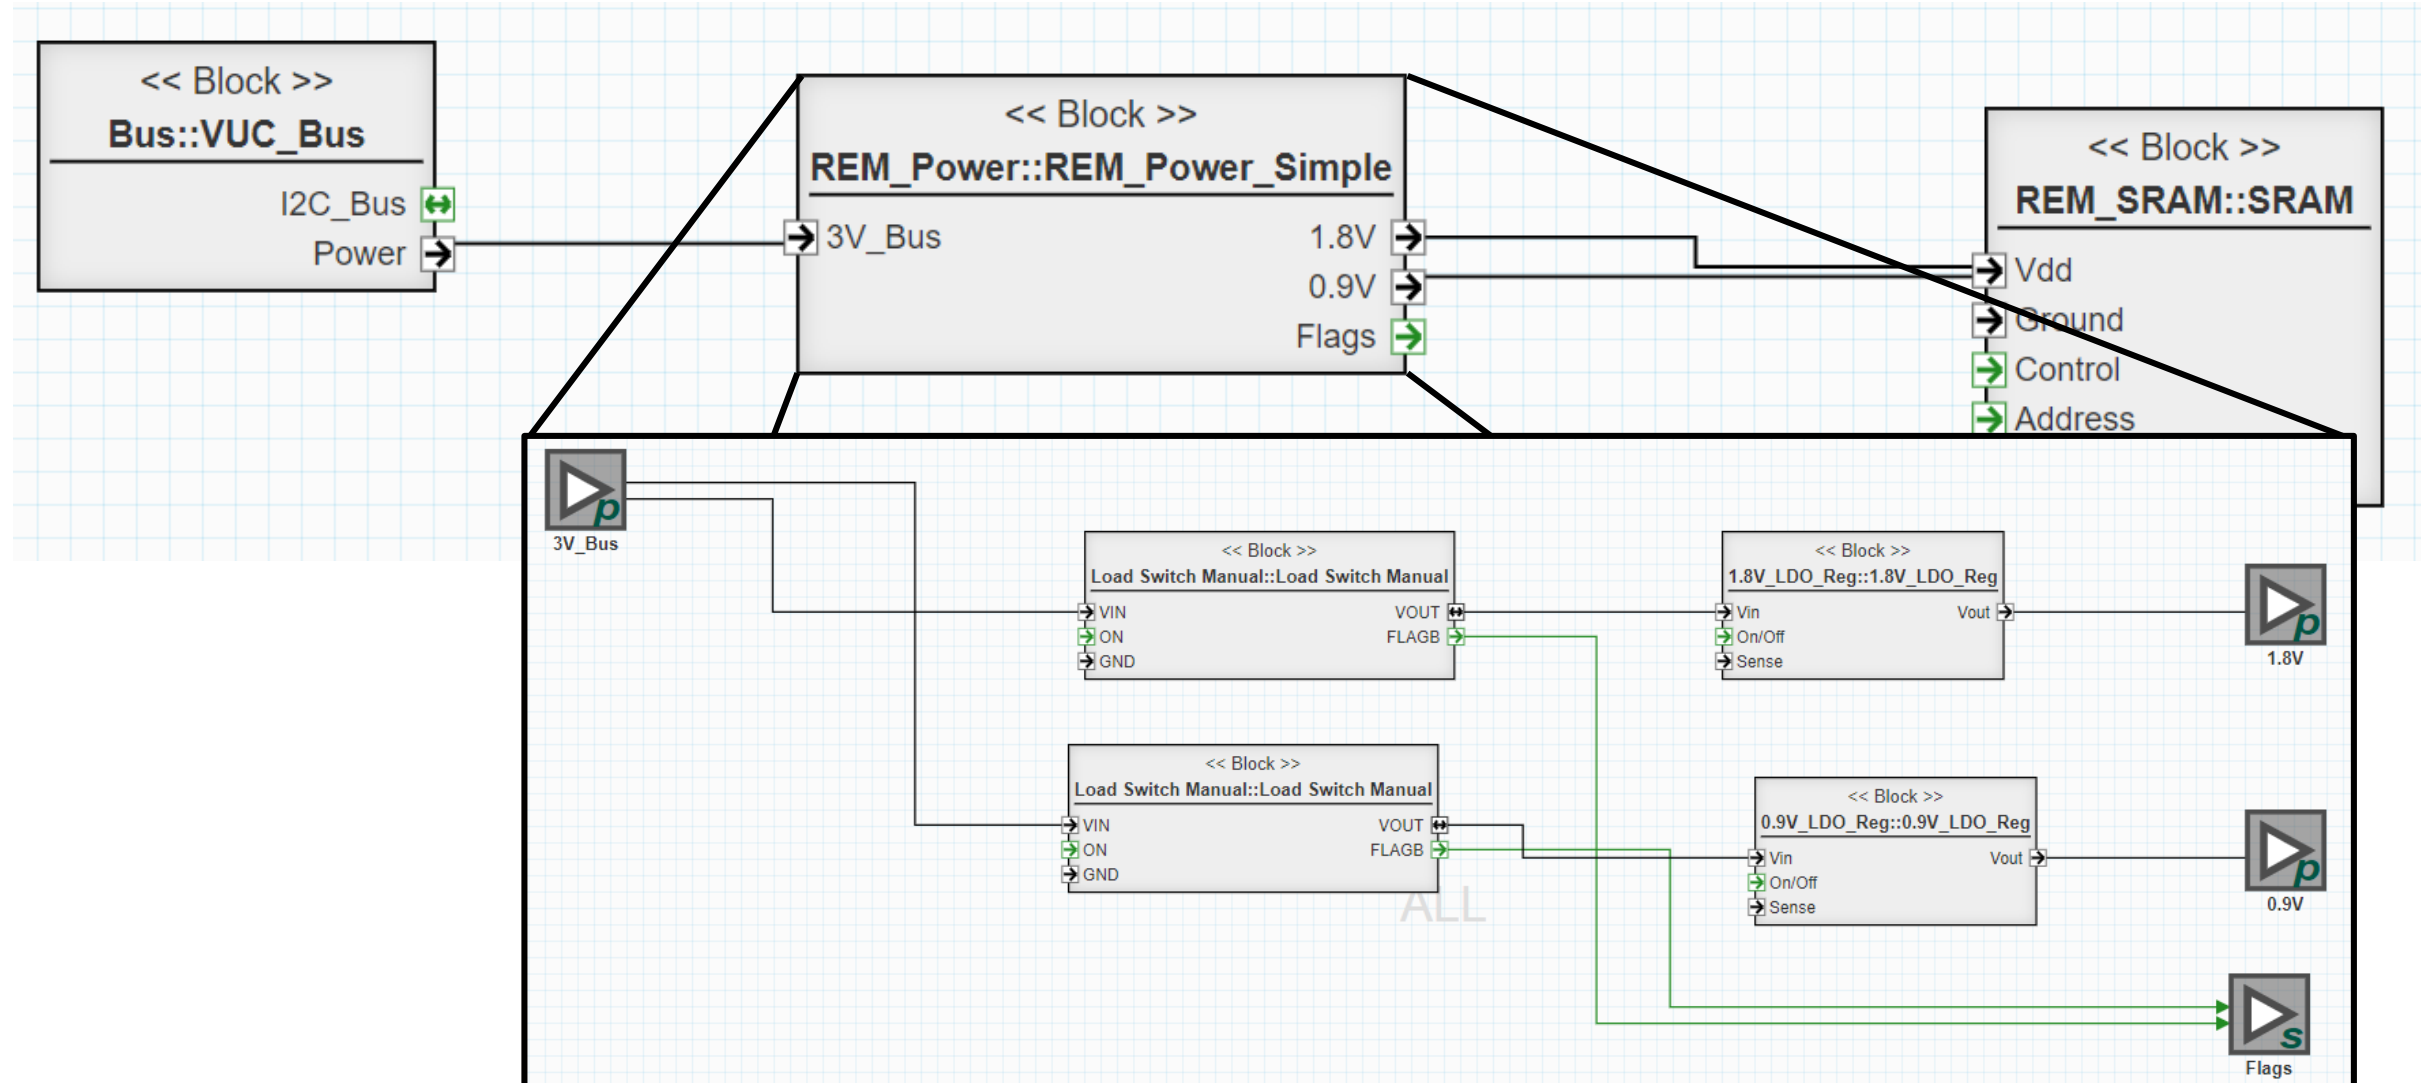 << Block >>
Bus::VUC_Bus
I2C_Bus
Power
<< Block >>
REM_Power::REM_Power_Simple
3V_Bus
1.8V
0.9V
Flags
<< Block >>
REM_SRAM::SRAM
Vdd
Ground
Control
Address
p
3V_Bus
<< Block >>
Load Switch Manual::Load Switch Manual
VIN
VOUT
ON
FLAGB
GND
<< Block >>
1.8V_LDO_Reg::1.8V_LDO_Reg
Vin
Vout
On/Off
Sense
p
1.8V
<< Block >>
Load Switch Manual::Load Switch Manual
VIN
VOUT
ON
FLAGB
GND
ALL
<< Block >>
0.9V_LDO_Reg::0.9V_LDO_Reg
Vin
Vout
On/Off
Sense
p
0.9V
s
Flags